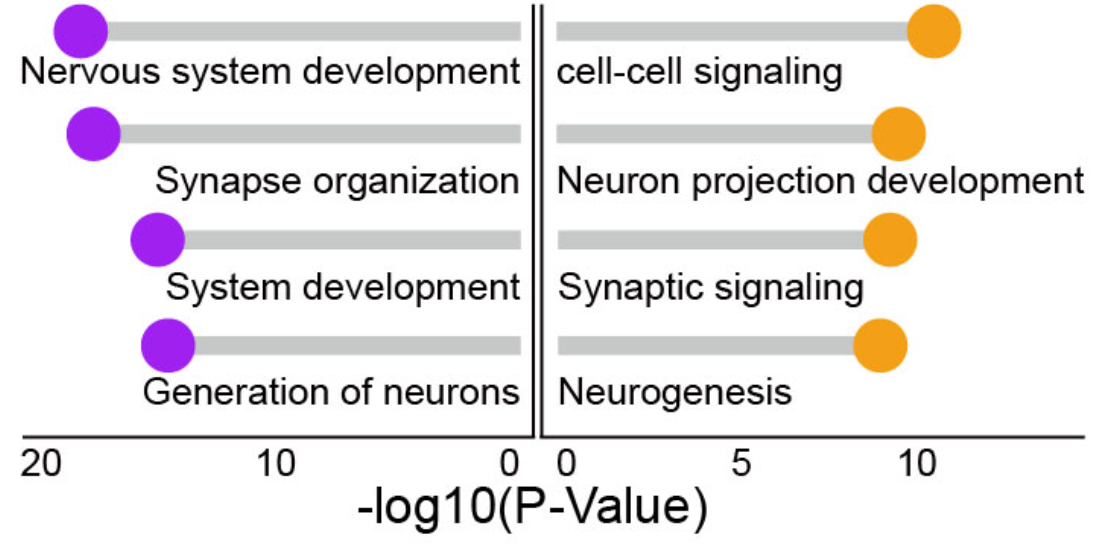 Nervous system development
cell-cell signaling
Synapse organization
Neuron projection development
System development
Synaptic signaling
Generation of neurons
Neurogenesis
20 10 0 0 5 10
-log10(P-Value)